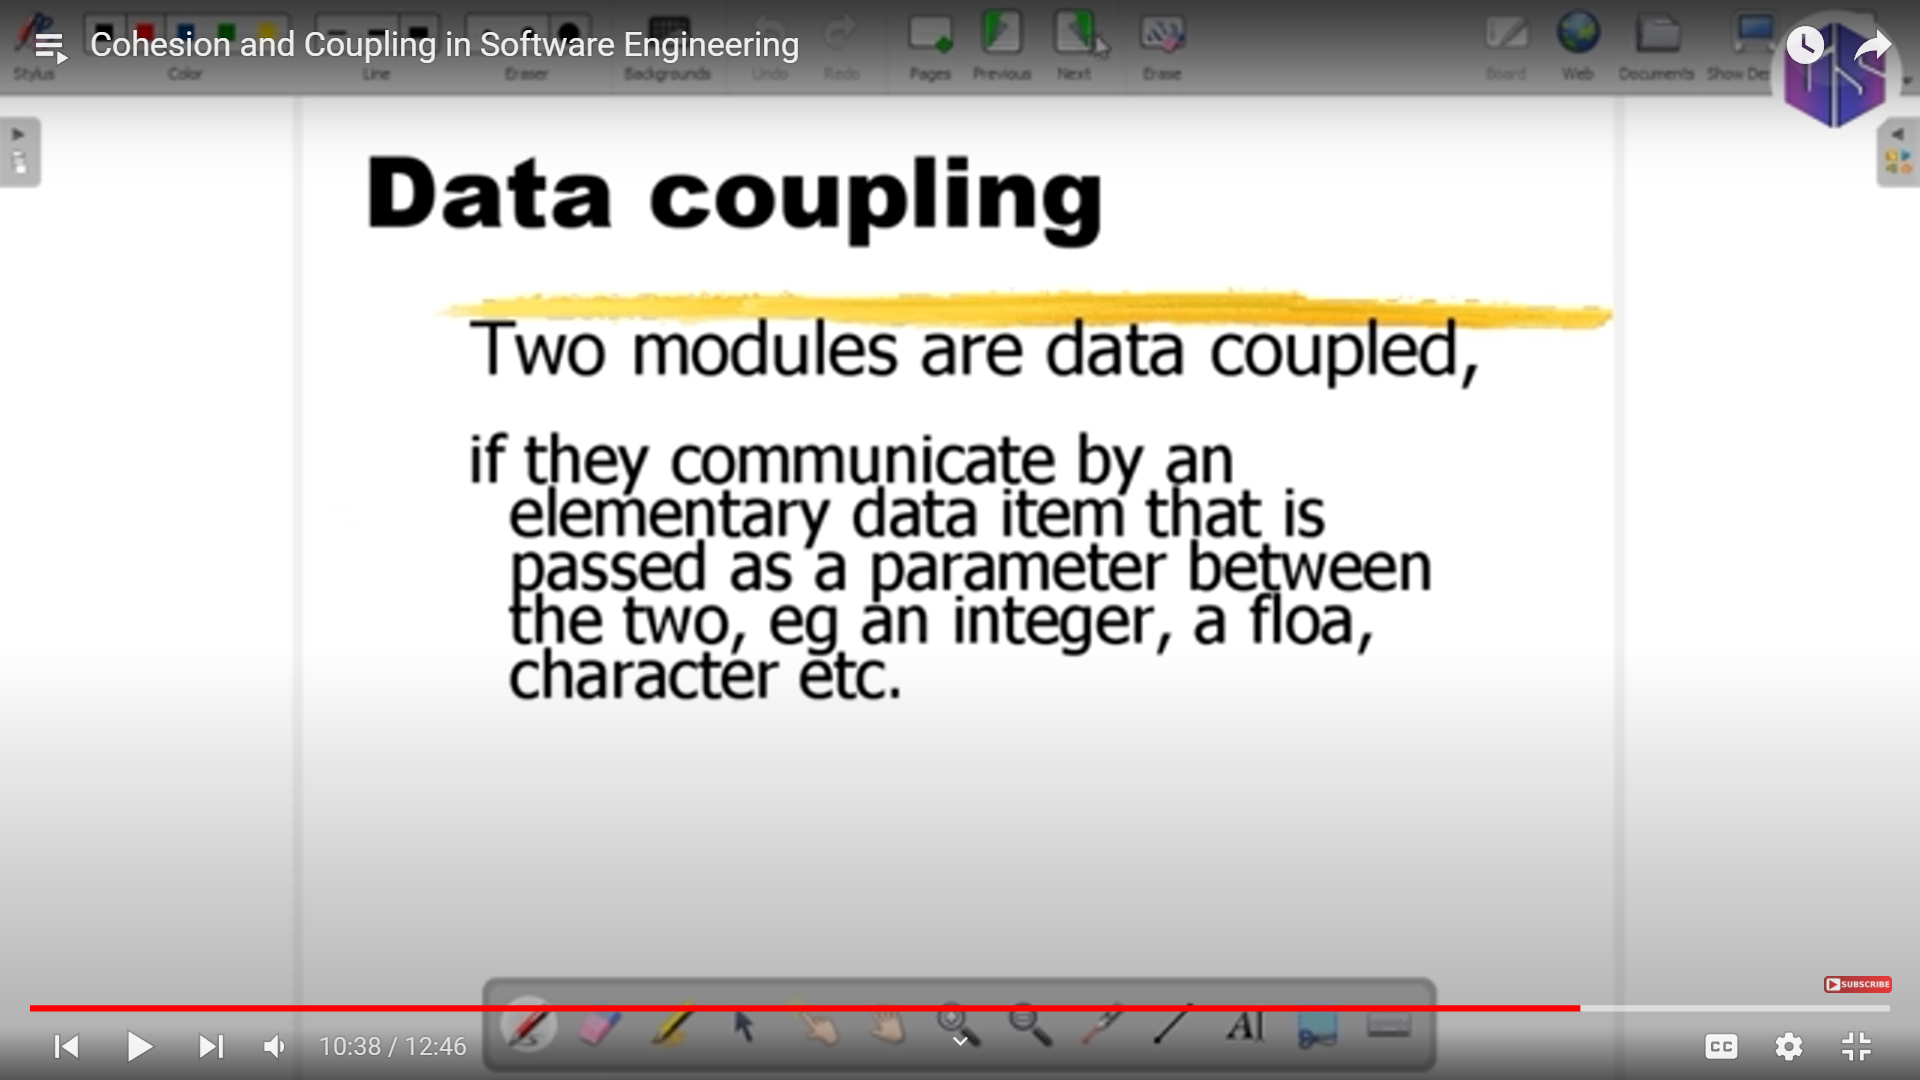 Cohesion and Coupling in Software Engineering
Stylus Color Line Eraser Backgrounds Undo Redo Pages Previous Next Erase Board Web Documents Show
Data coupling
Two modules are data coupled,
if they communicate by an
elementary data item that is
passed as a parameter between
the two, eg an integer, a floa,
character etc.
SUBSCRIBE
10:38 / 12:46
CC